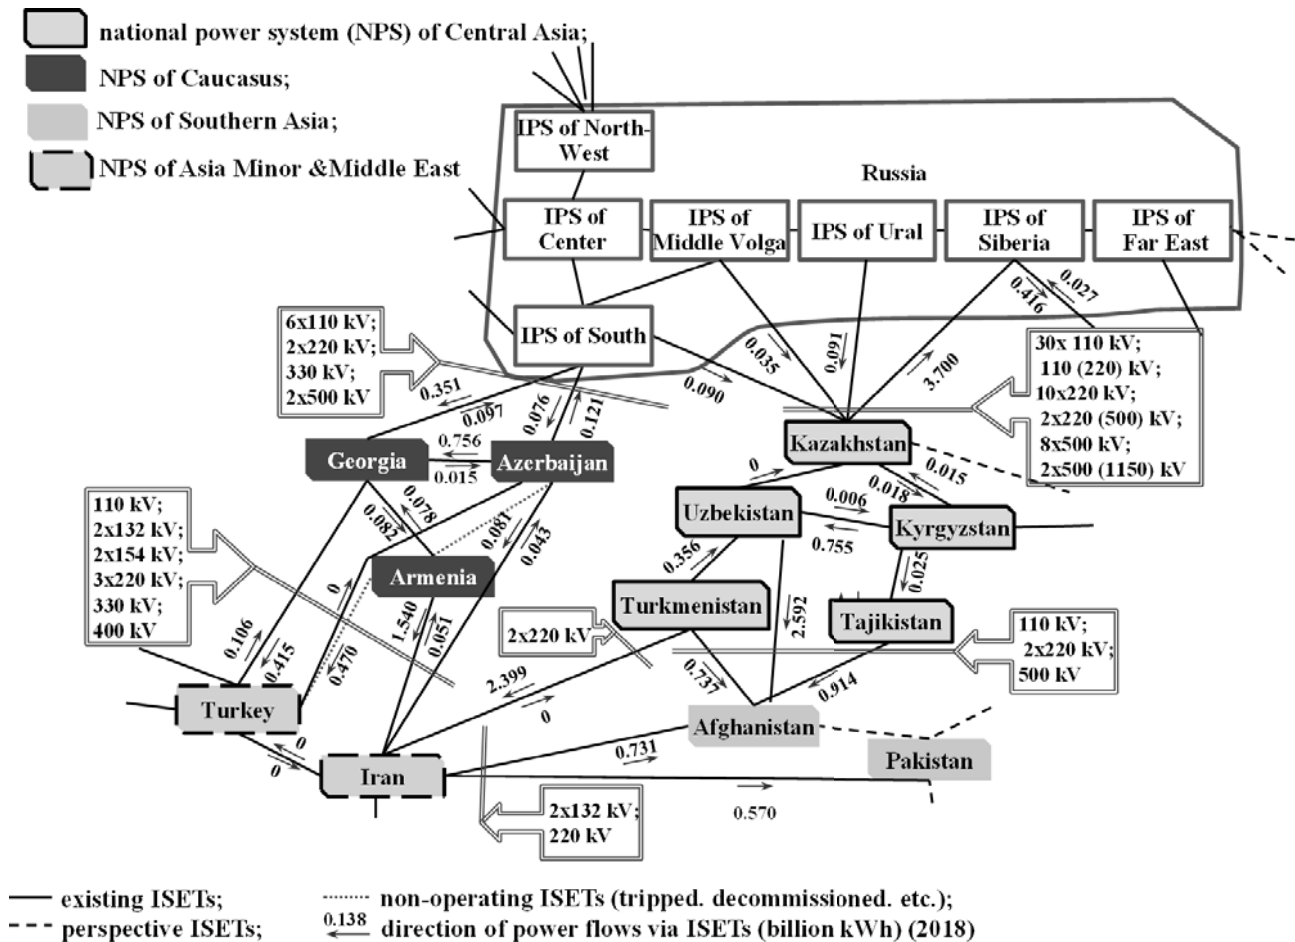 national power system (NPS) of Central Asia;
NPS of Caucasus;
NPS of Southern Asia;
NPS of Asia Minor &Middle East
IPS of North-
West
Russia
IPS of
Center
IPS of
Middle Volga
IPS of Ural
IPS of
Siberia
IPS of
Far East
IPS of South
6x110 kV;
2x220 kV;
330 kV;
2x500 kV
0.027
0.416
0.035
0.091
3.700
0.090
30x 110 kV;
110 (220) kV;
10x220 kV;
2x220 (500) kV;
8x500 kV;
2x500 (1150) kV
0.351
0.097
0.076
0.121
Georgia
0.756
0.015
Azerbaijan
Kazakhstan
0
0.015
0.018
110 kV;
2x132 kV;
2x154 kV;
3x220 kV;
330 kV;
400 kV
0.078
0.082
0.081
0.043
Uzbekistan
0.006
0.755
Kyrgyzstan
0.356
0.025
Armenia
0
1.540
0.051
0.106
0.415
0.470
Turkmenistan
2.592
Tajikistan
2x220 kV
110 kV;
2x220 kV;
500 kV
0.737
0.914
2.399
0
Turkey
0
0
Iran
Afghanistan
0.731
Pakistan
0.570
2x132 kV;
220 kV
existing ISETs;
non-operating ISETs (tripped. decommissioned. etc.);
perspective ISETs;
0.138
direction of power flows via ISETs (billion kWh) (2018)